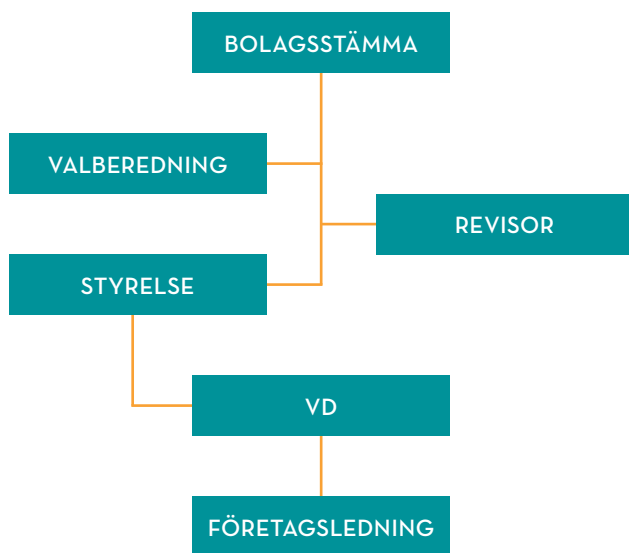 BOLAGSSTÄMMA
VALBEREDNING
REVISOR
STYRELSE
VD
FÖRETAGSLEDNING